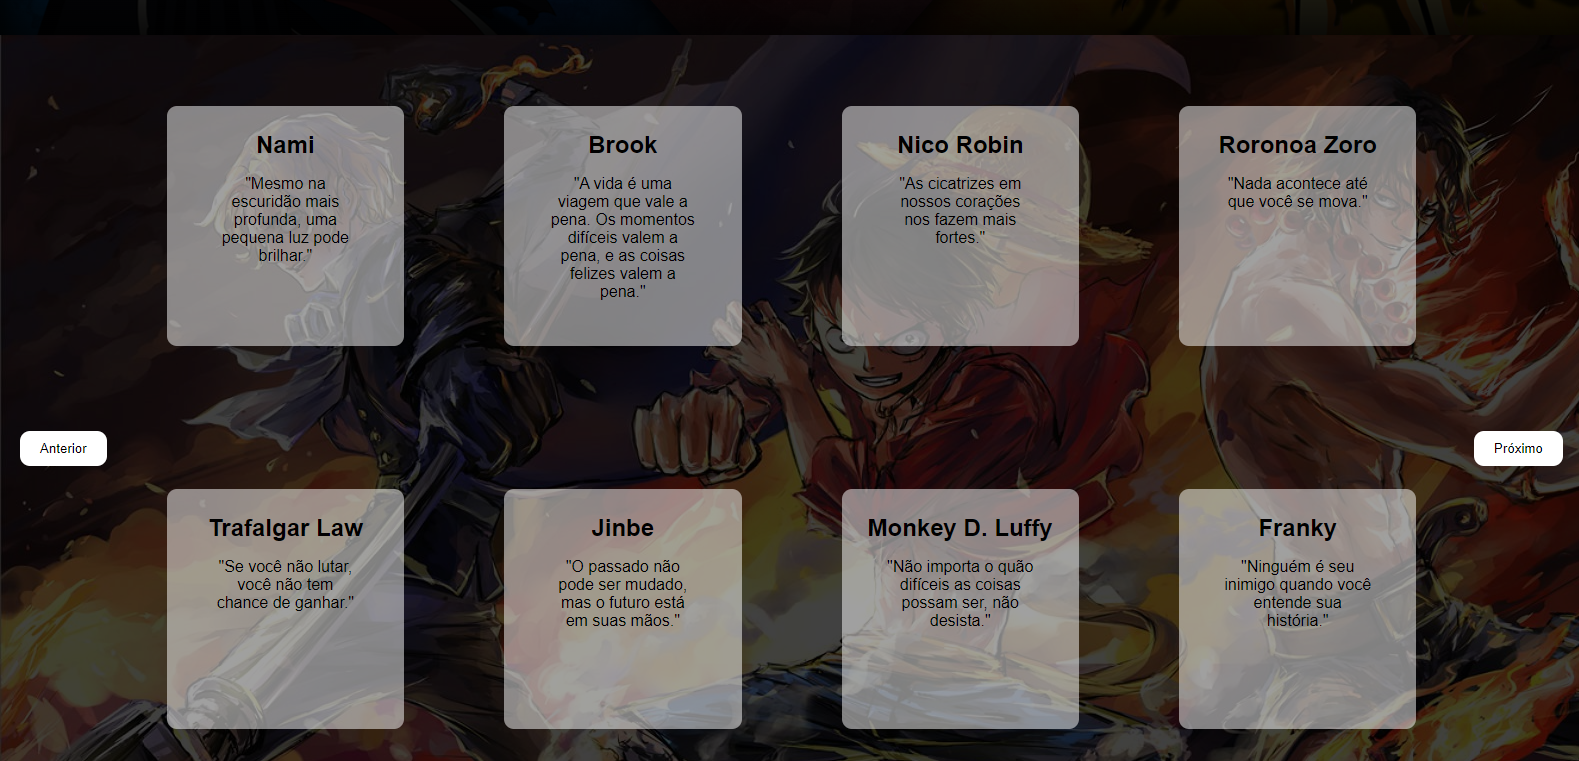 Nami
"Mesmo na
escuridão mais
profunda, uma
pequena luz pode
brilhar."
Brook
"A vida é uma
viagem que vale a
pena. Os momentos
difíceis valem a
pena, e as coisas
felizes valem a
pena."
Nico Robin
"As cicatrizes em
nossos corações
nos fazem mais
fortes."
Roronoa Zoro
"Nada acontece até
que você se mova."
Anterior
Próximo
Trafalgar Law
"Se você não lutar,
você não tem
chance de ganhar."
Jinbe
"O passado não
pode ser mudado,
mas o futuro está
em suas mãos."
Monkey D. Luffy
"Não importa o quão
difíceis as coisas
possam ser, não
desista."
Franky
"Ninguém é seu
inimigo quando você
entende sua
história."